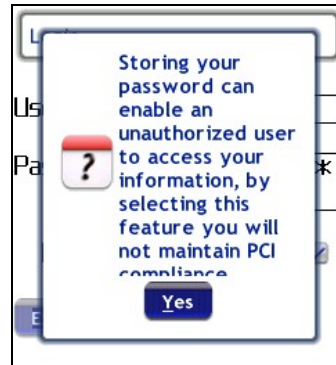 Storing your
password can
enable an
unauthorized user
to access your
information, by
selecting this
feature you will
not maintain PCI
compliance
?
Yes